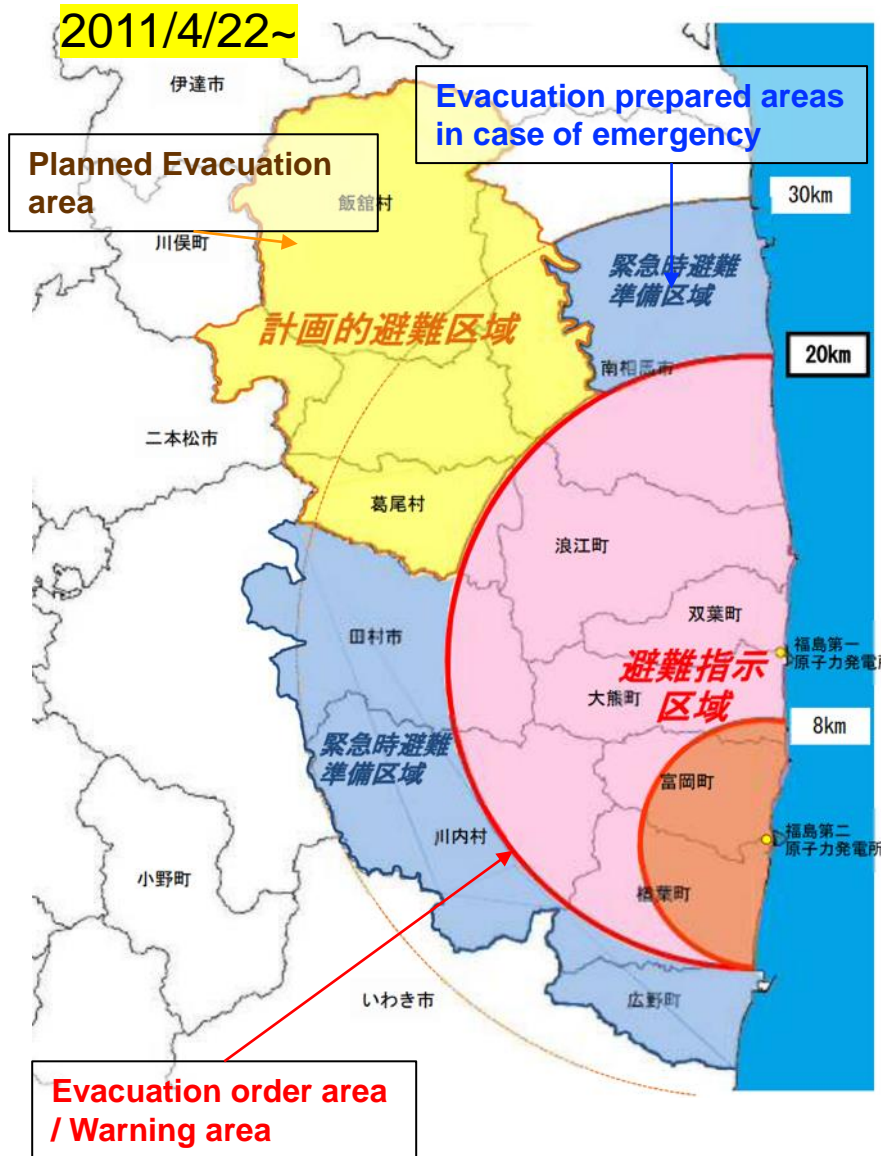 2011/4/22~
伊達市
Evacuation prepared areas
in case of emergency
Planned Evacuation
area
飯舘村
30km
川俣町
緊急時避難
準備区域
計画的避難区域
20km
南相馬市
二本松市
葛尾村
浪江町
双葉町
田村市
福島第一
原子力発電所
避難指示
区域
大熊町
8km
緊急時避難
準備区域
富岡町
川内村
福島第二
原子力発電所
小野町
楢葉町
いわき市
広野町
Evacuation order area
/ Warning area